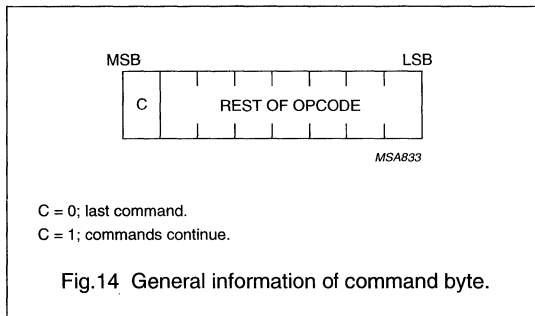 MSB LSB
C REST OF OPCODE
MSA833
C = 0; last command.
C = 1; commands continue.
Fig.14 General information of command byte.